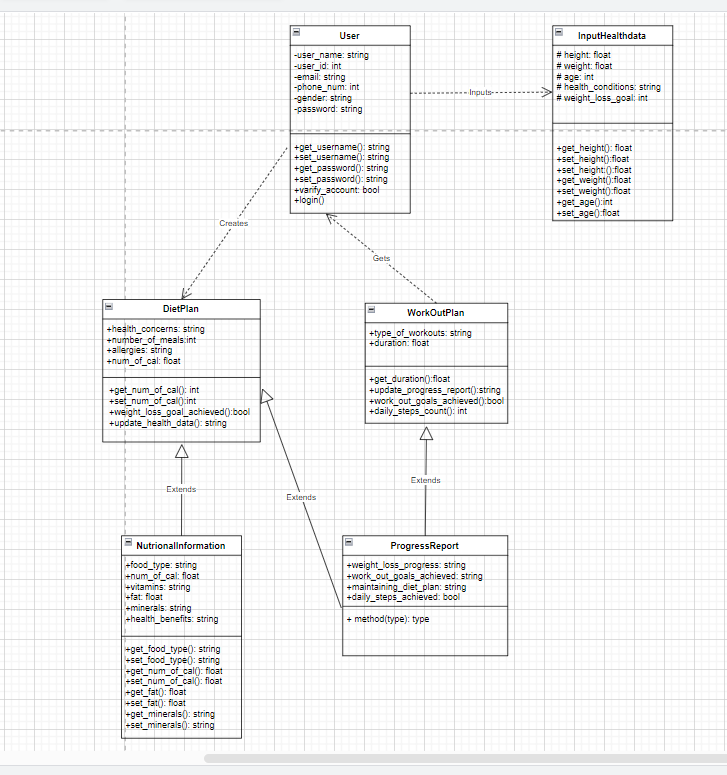 User
-user_name: string
-user_id: int
-email: string
-phone_num: int
-gender: string
-password: string
+get_username(): string
+set_username(): string
+get_password(): string
+set_password(): string
+varify_account: bool
+login()
Inputs
InputHealthdata
# height: float
# weight: float
# age: int
# health_conditions: string
# weight_loss_goal: int
+get_height(): float
+set_height():float
+set_height:():float
+get_weight():float
+set_weight():float
+get_age():int
+set_age():float
Creates
Gets
DietPlan
+health_concerns: string
+number_of_meals:int
+allergies: string
+num_of_cal: float
+get_num_of_cal(): int
+set_num_of_cal():int
+weight_loss_goal_achieved():bool
+update_health_data(): string
WorkOutPlan
+type_of_workouts: string
+duration: float
+get_duration():float
+update_progress_report():string
+work_out_goals_achieved():bool
+daily_steps_count(): int
Extends
Extends
Extends
NutrionalInformation
+food_type: string
+num_of_cal: float
+vitamins: string
+fat: float
+minerals: string
+health_benefits: string
+get_food_type(): string
+set_food_type(): string
+get_num_of_cal(): float
+set_num_of_cal(): float
+get_fat(): float
+set_fat(): float
+get_minerals(): string
+set_minerals(): string
ProgressReport
+weight_loss_progress: string
+work_out_goals_achieved: string
+maintaining_diet_plan: string
+daily_steps_achieved: bool
+ method(type): type